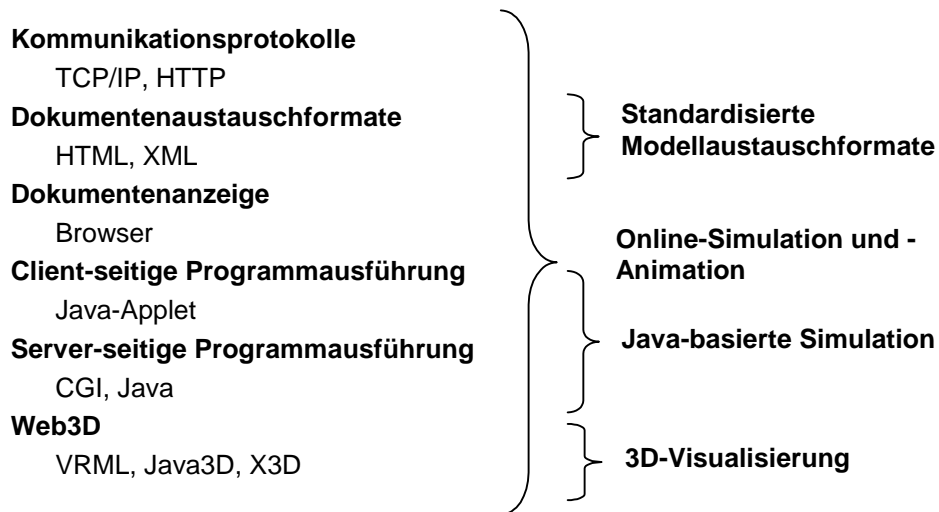 Kommunikationsprotokolle
TCP/IP, HTTP
Dokumentenaustauschformate
HTML, XML
Dokumentenanzeige
Browser
Client-seitige Programmausführung
Java-Applet
Server-seitige Programmausführung
CGI, Java
Web3D
VRML, Java3D, X3D
Standardisierte
Modellaustauschformate
Online-Simulation und -
Animation
Java-basierte Simulation
3D-Visualisierung